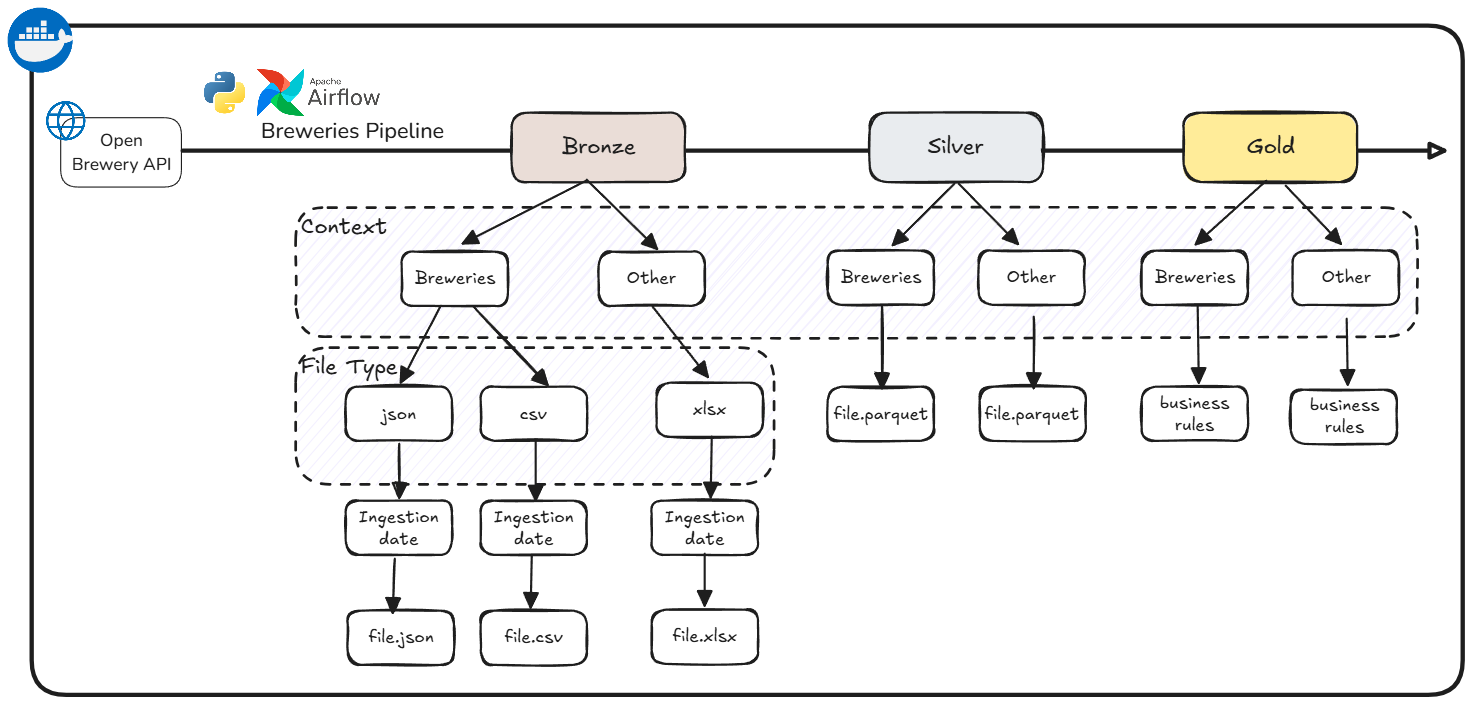 Apache
Airflow
Breweries Pipeline
Open
Brewery API
Bronze
Silver
Gold
Context
Breweries
Other
Breweries
Other
Breweries
Other
File Type
json
csv
xlsx
file.parquet
file.parquet
business
rules
business
rules
Ingestion
date
Ingestion
date
Ingestion
date
file.json
file.csv
file.xlsx